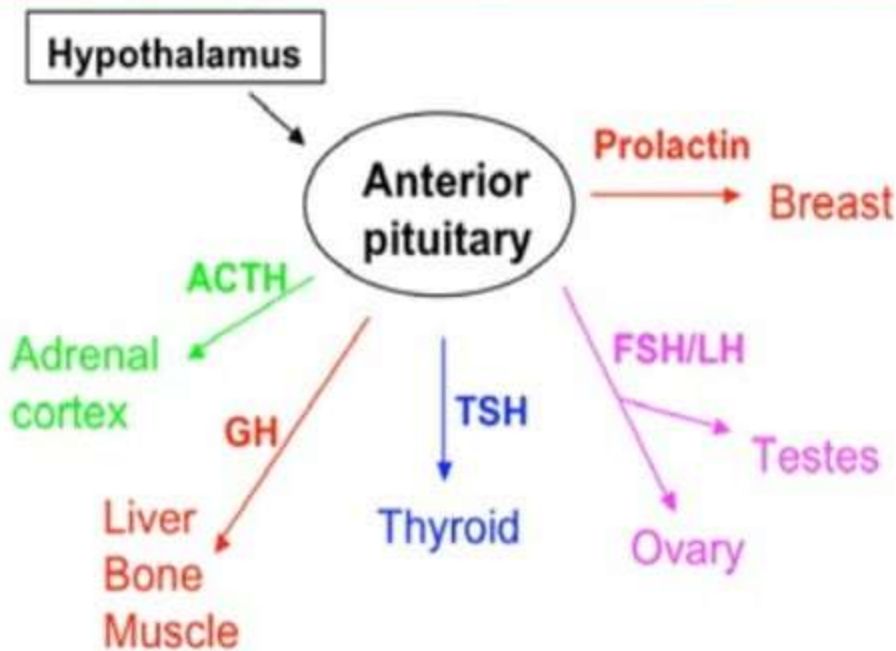 Hypothalamus
Anterior
pituitary
Prolactin
Breast
ACTH
Adrenal
cortex
GH
Liver
Bone
Muscle
TSH
Thyroid
FSH/LH
Testes
Ovary